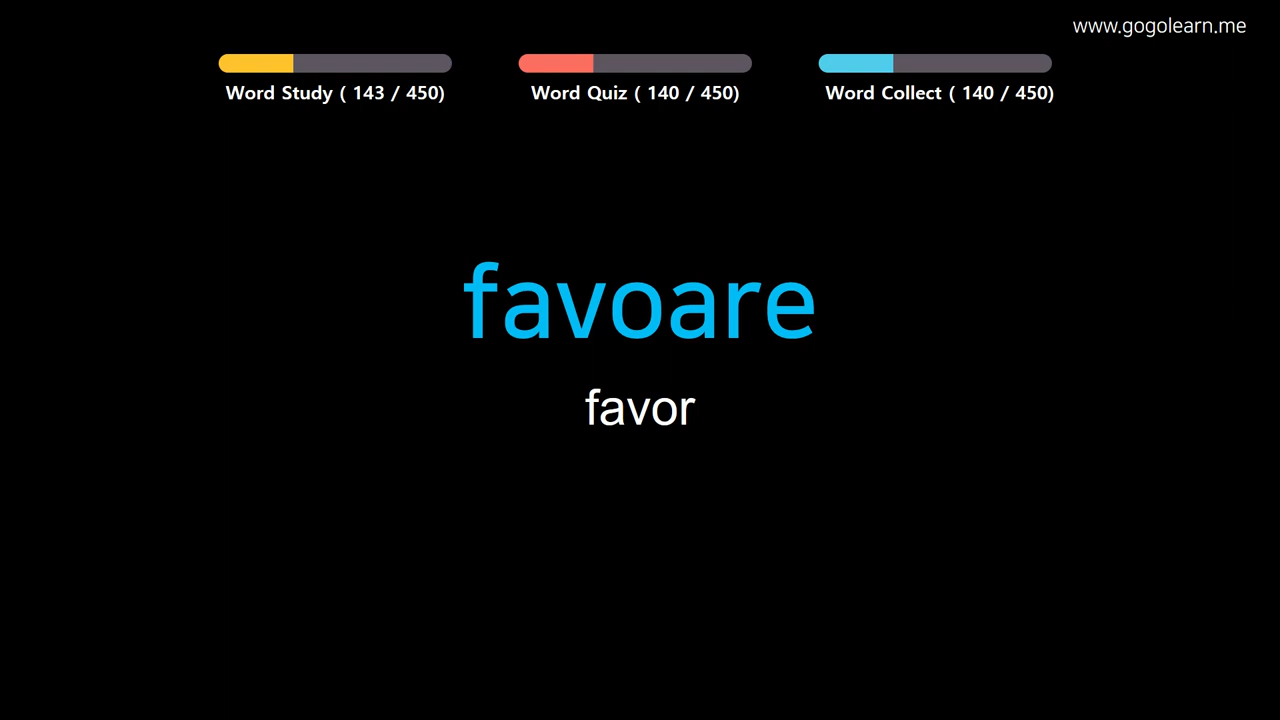 www.gogolearn.me
Word Study ( 143 / 450)
Word Quiz ( 140 / 450)
Word Collect ( 140 / 450)
favoare
favor